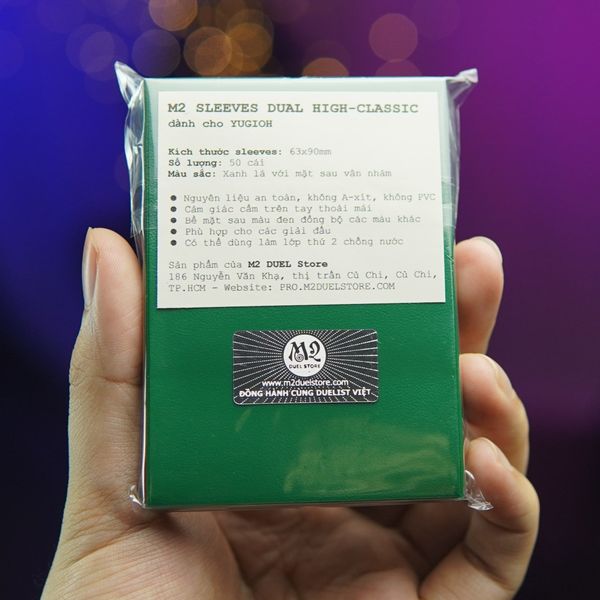 M2 SLEEVES DUAL HIGH-CLASSIC
dành cho YUGIOH
Kích thước sleeves: 63x90mm
Số lượng: 50 cái
Màu sắc: Xanh lá với mặt sau vân nhám
● Nguyên liệu an toàn, không A-xít, không PVC
● Cảm giác cầm trên tay thoải mái
● Bề mặt sau màu đen đồng bộ các màu khác
● Phù hợp cho các giải đấu
● Có thể dùng làm lớp thứ 2 chống nước
Sản phẩm của M2 DUEL Store
186 Nguyễn Văn Khạ, thị trấn Củ Chi, Củ Chi,
TP.HCM - Website: PRO.M2DUELSTORE.COM
M2
DUEL STORE
www.m2duelstore.com
ĐỒNG HÀNH CÙNG DUELIST VIỆT